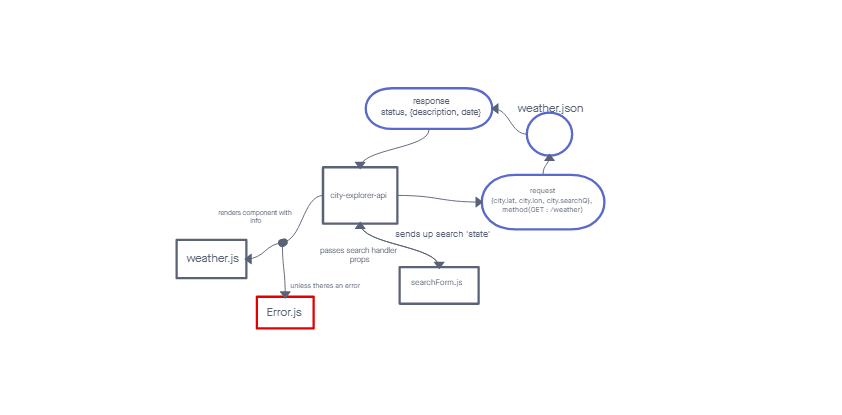 response
status, {description, date}
weather.json
city-explorer-api
request
{city.lat, city.lon, city.searchQ},
method(GET : /weather)
renders component with
info
sends up search 'state'
passes search handler
props
weather.js
searchForm.js
unless theres an error
Error.js